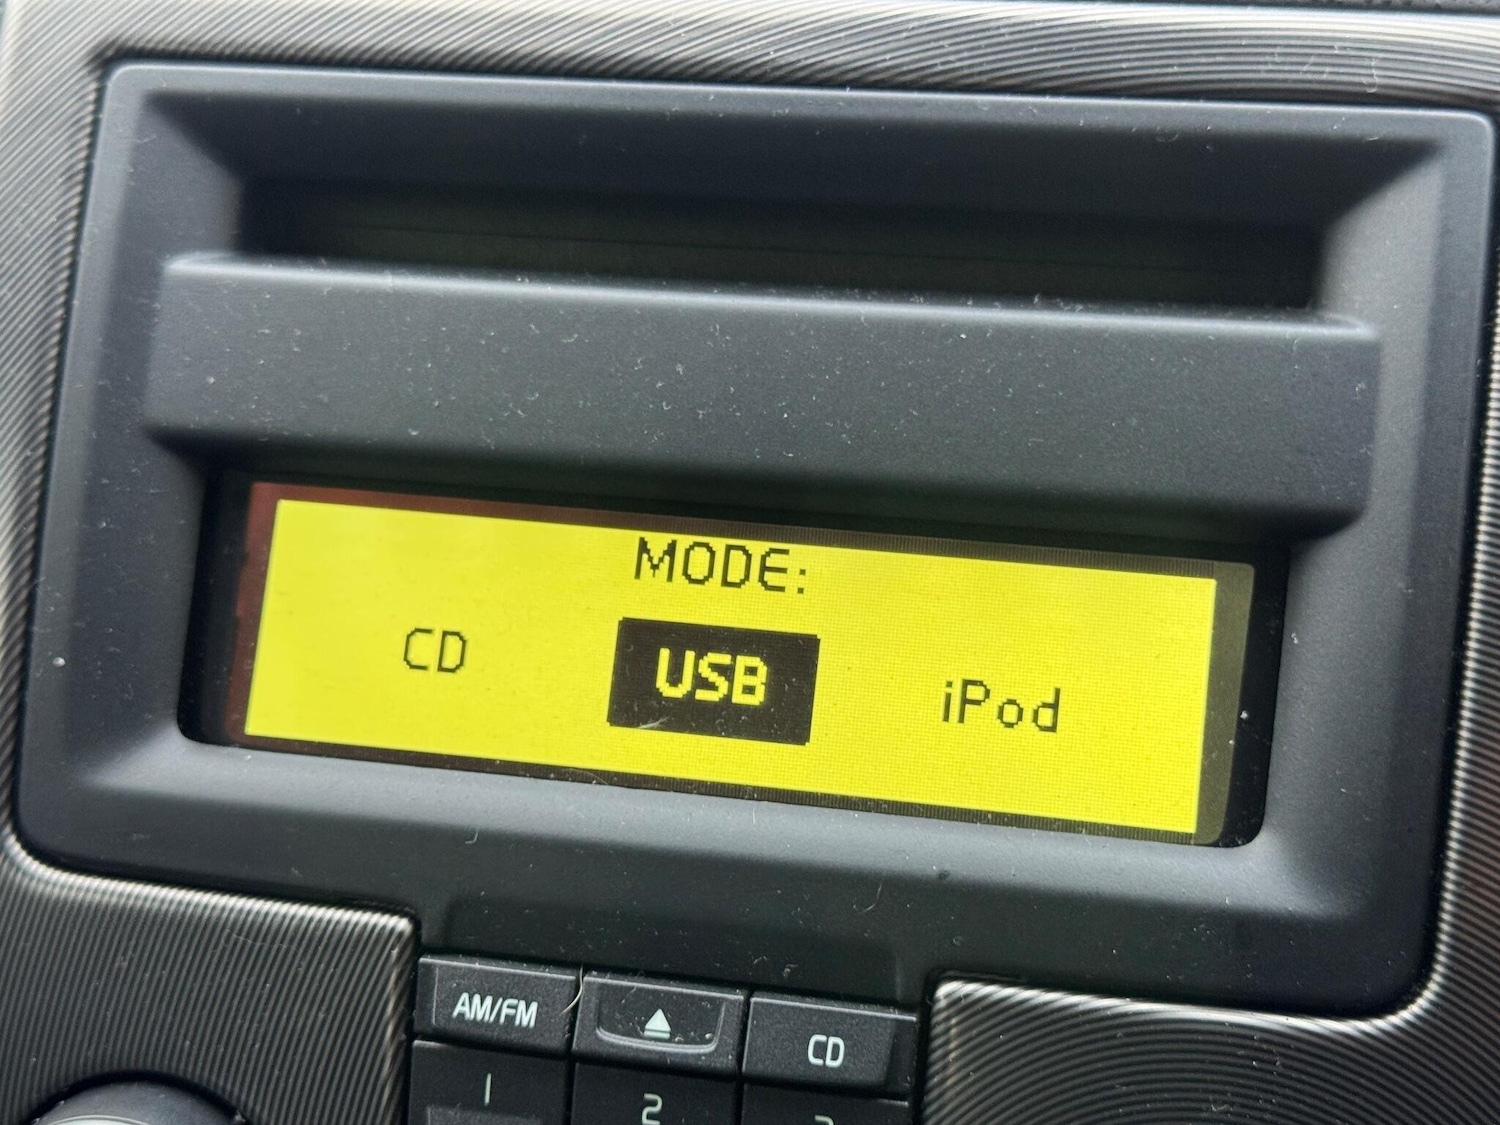 MODE:
CD USB iPod
AM/FM CD
1 2